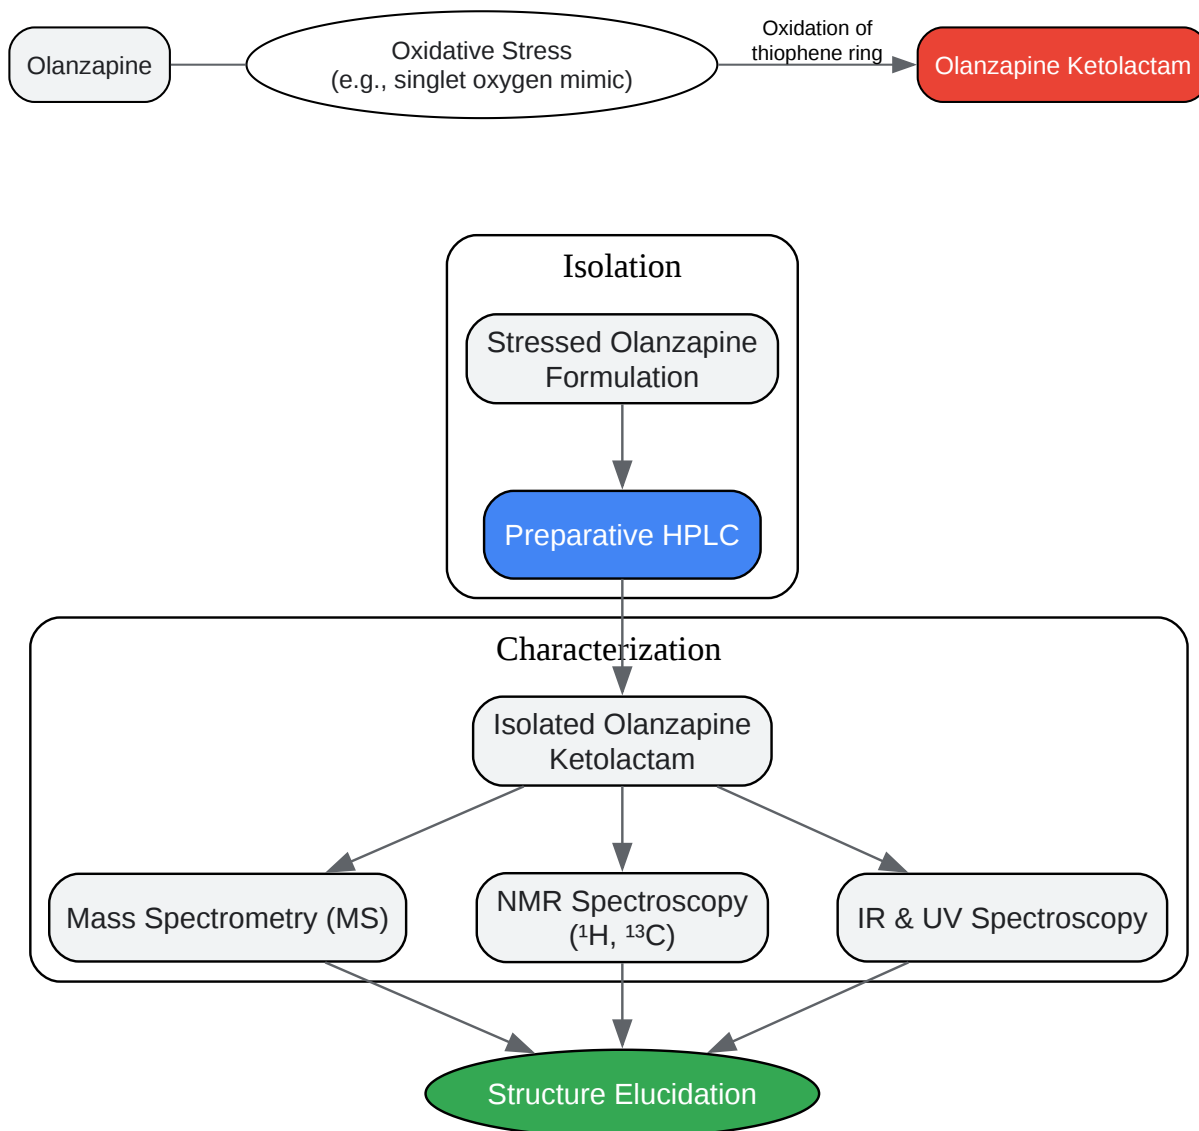 Olanzapine
Oxidative Stress
(e.g., singlet oxygen mimic)
Oxidation of
thiophene ring
Olanzapine Ketolactam
Isolation
Stressed Olanzapine
Formulation
Preparative HPLC
Characterization
Isolated Olanzapine
Ketolactam
Mass Spectrometry (MS)
NMR Spectroscopy
(¹H, ¹³C)
IR & UV Spectroscopy
Structure Elucidation